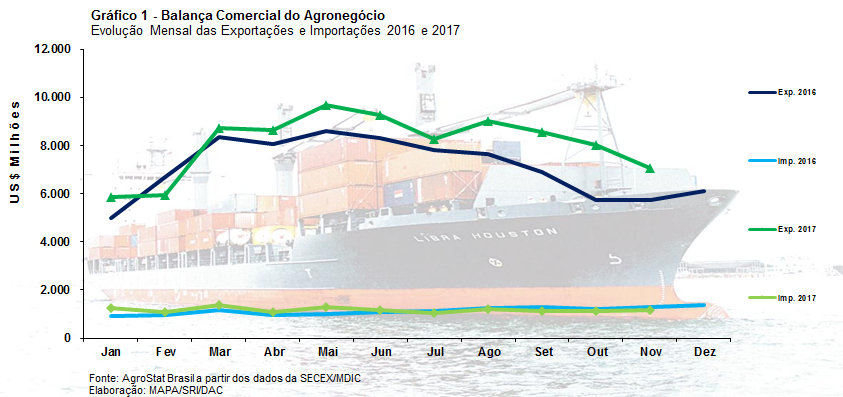 Gráfico 1 - Balança Comercial do Agronegócio
Evolução Mensal das Exportações e Importações 2016 e 2017
US$ Milhões
12.000
10.000
8.000
6.000
4.000
2.000
0
Jan Fev Mar Abr Mai Jun Jul Ago Set Out Nov Dez
Exp. 2016
Imp. 2016
Exp. 2017
Imp. 2017
LIBRA HOUSTON
Fonte: AgroStat Brasil a partir dos dados da SECEX/MDIC
Elaboração: MAPA/SRI/DAC